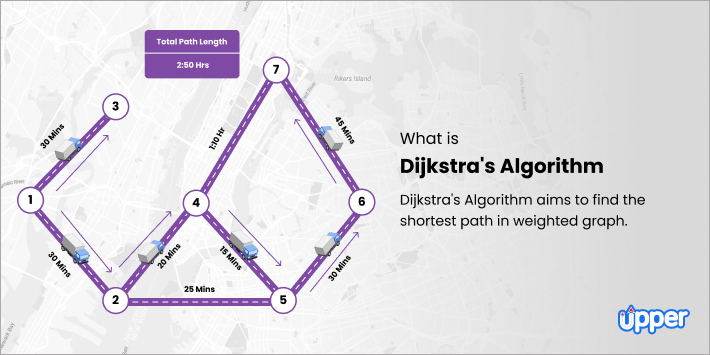 Total Path Length
2:50 Hrs
7
Rikers Island
3
30 Mins
1:10 Hr
45 Mins
What is
Dijkstra's Algorithm
Dijkstra's Algorithm aims to find the
shortest path in weighted graph.
1
4
6
30 Mins
20 Mins
15 Mins
30 Mins
25 Mins
2
5
upper